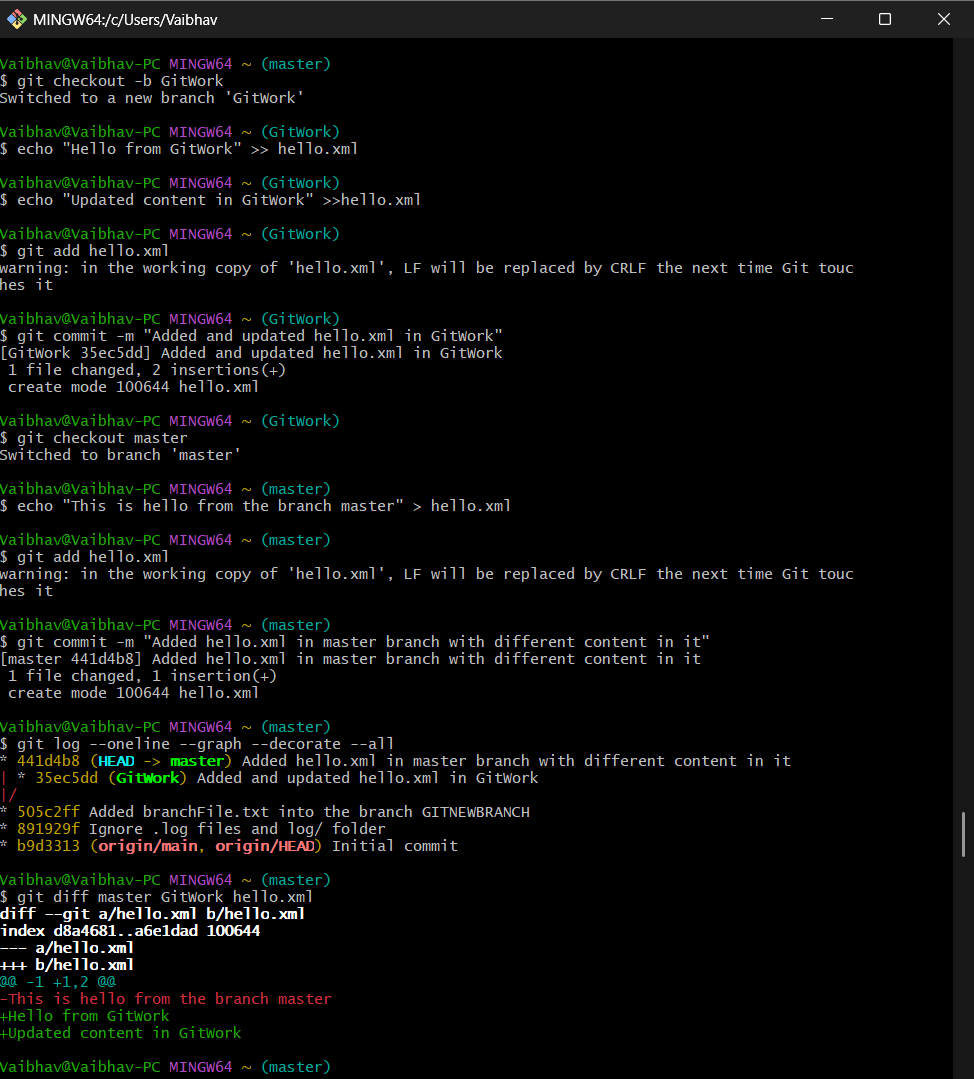 MINGW64:/c/Users/Vaibhav
Vaibhav@Vaibhav-PC MINGW64 ~ (master)
$ git checkout -b GitWork
Switched to a new branch 'GitWork'
Vaibhav@Vaibhav-PC MINGW64 ~ (GitWork)
$ echo "Hello from GitWork" >> hello.xml
Vaibhav@Vaibhav-PC MINGW64 ~ (GitWork)
$ echo "Updated content in GitWork" >>hello.xml
Vaibhav@Vaibhav-PC MINGW64 ~ (GitWork)
$ git add hello.xml
warning: in the working copy of 'hello.xml', LF will be replaced by CRLF the next time Git touc
hes it
Vaibhav@Vaibhav-PC MINGW64 ~ (GitWork)
$ git commit -m "Added and updated hello.xml in GitWork"
[GitWork 35ec5dd] Added and updated hello.xml in GitWork
 1 file changed, 2 insertions(+)
 create mode 100644 hello.xml
Vaibhav@Vaibhav-PC MINGW64 ~ (GitWork)
$ git checkout master
Switched to branch 'master'
Vaibhav@Vaibhav-PC MINGW64 ~ (master)
$ echo "This is hello from the branch master" > hello.xml
Vaibhav@Vaibhav-PC MINGW64 ~ (master)
$ git add hello.xml
warning: in the working copy of 'hello.xml', LF will be replaced by CRLF the next time Git touc
hes it
Vaibhav@Vaibhav-PC MINGW64 ~ (master)
$ git commit -m "Added hello.xml in master branch with different content in it"
[master 441d4b8] Added hello.xml in master branch with different content in it
 1 file changed, 1 insertion(+)
 create mode 100644 hello.xml
Vaibhav@Vaibhav-PC MINGW64 ~ (master)
$ git log --oneline --graph --decorate --all
* 441d4b8 (HEAD -> master) Added hello.xml in master branch with different content in it
| * 35ec5dd (GitWork) Added and updated hello.xml in GitWork
|/
* 505c2ff Added branchFile.txt into the branch GITNEWBRANCH
* 891929f Ignore .log files and log/ folder
* b9d3313 (origin/main, origin/HEAD) Initial commit
Vaibhav@Vaibhav-PC MINGW64 ~ (master)
$ git diff master GitWork hello.xml
diff --git a/hello.xml b/hello.xml
index d8a4681..a6e1dad 100644
--- a/hello.xml
+++ b/hello.xml
@@ -1 +1,2 @@
-This is hello from the branch master
+Hello from GitWork
+Updated content in GitWork
Vaibhav@Vaibhav-PC MINGW64 ~ (master)